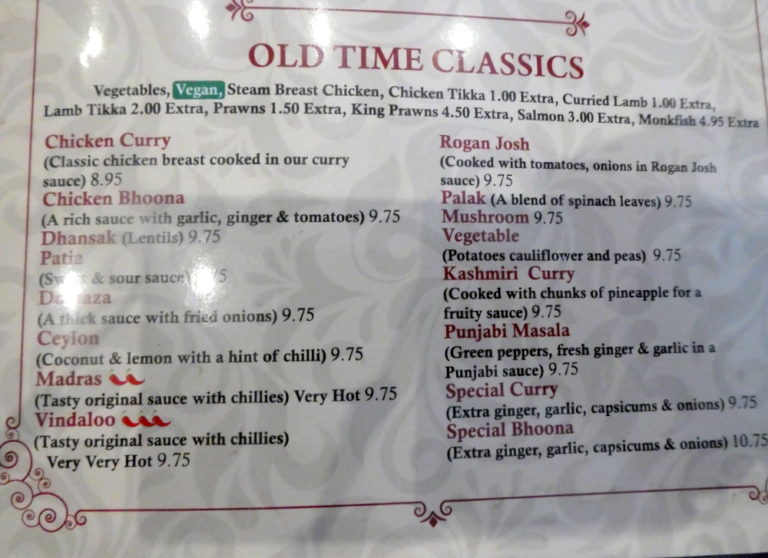 OLD TIME CLASSICS
Vegetables, Vegan, Steam Breast Chicken, Chicken Tikka 1.00 Extra, Curried Lamb 1.00 Extra,
Lamb Tikka 2.00 Extra, Prawns 1.50 Extra, King Prawns 4.50 Extra, Salmon 3.00 Extra, Monkfish 4.95 Extra
Chicken Curry
(Classic chicken breast cooked in our curry
sauce) 8.95
Chicken Bhoona
(A rich sauce with garlic, ginger & tomatoes) 9.75
Dhansak (Lentils) 9.75
Patia
& sour sauce)
(A thick sauce with fried onions) 9.75
Ceylon
(Coconut & lemon with a hint of chilli) 9.75
Madras
(Tasty original sauce with chillies) Very Hot 9.75
Vindaloo
(Tasty original sauce with chillies)
Very Very Hot 9.75
Rogan Josh
(Cooked with tomatoes, onions in Rogan Josh
sauce) 9.75
Palak (A blend of spinach leaves) 9.75
Mushroom 9.75
Vegetable
(Potatoes cauliflower and peas) 9.75
Kashmiri Curry
(Cooked with chunks of pineapple for a
fruity sauce) 9.75
Punjabi Masala
(Green peppers, fresh ginger & garlic in a
Punjabi sauce) 9.75
Special Curry
(Extra ginger, garlic, capsicums & onions) 9.75
Special Bhoona
(Extra ginger, garlic, capsicums & onions) 10.75